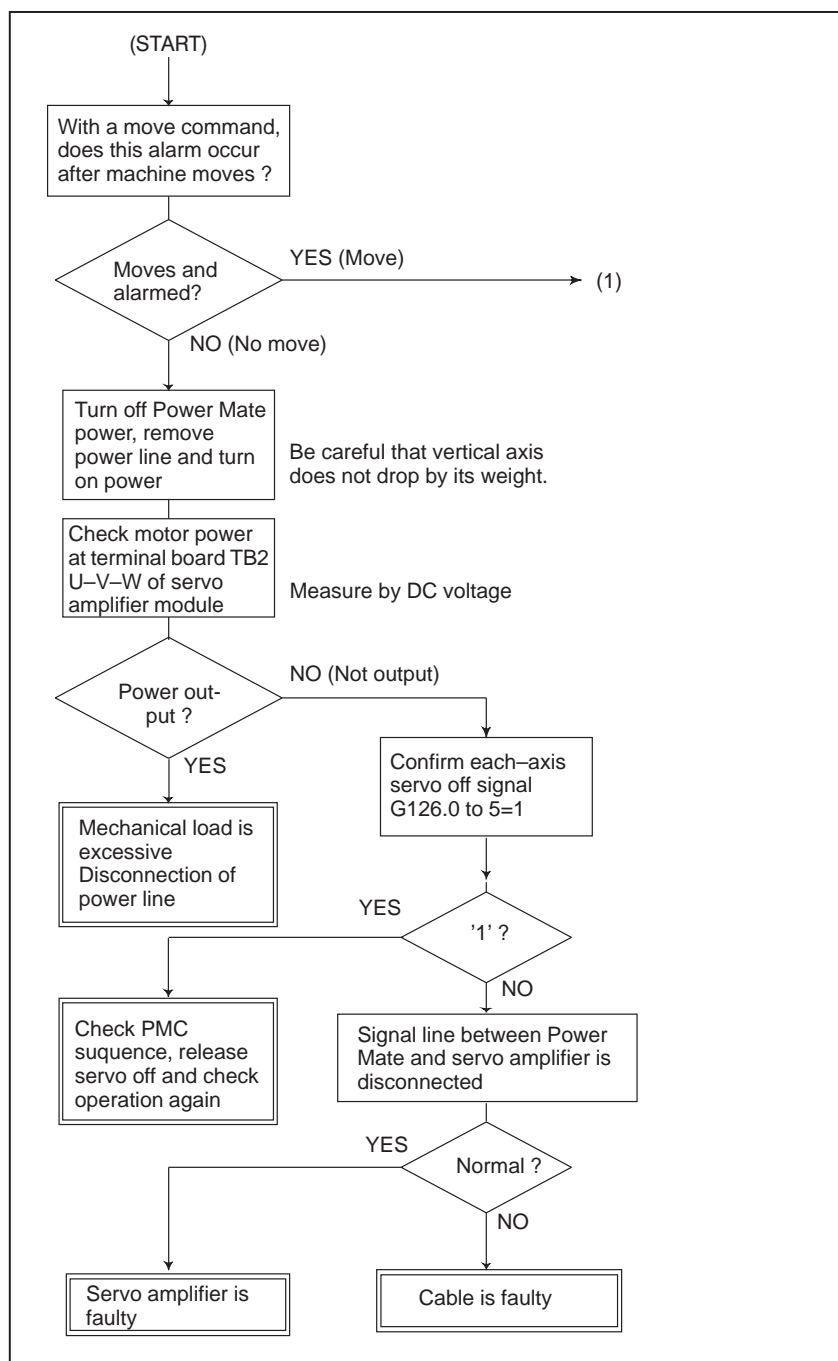 (START)
With a move command,
does this alarm occur
after machine moves ?
Moves and
alarmed?
YES (Move)
(1)
NO (No move)
Turn off Power Mate
power, remove
power line and turn
on power
Be careful that vertical axis
does not drop by its weight.
Check motor power
at terminal board TB2
U–V–W of servo
amplifier module
Measure by DC voltage
Power out-
put ?
NO (Not output)
YES
Confirm each–axis
servo off signal
G126.0 to 5=1
Mechanical load is
excessive
Disconnection of
power line
YES
'1' ?
NO
Check PMC
suquence, release
servo off and check
operation again
Signal line between Power
Mate and servo amplifier is
disconnected
YES
Normal ?
NO
Servo amplifier is
faulty
Cable is faulty